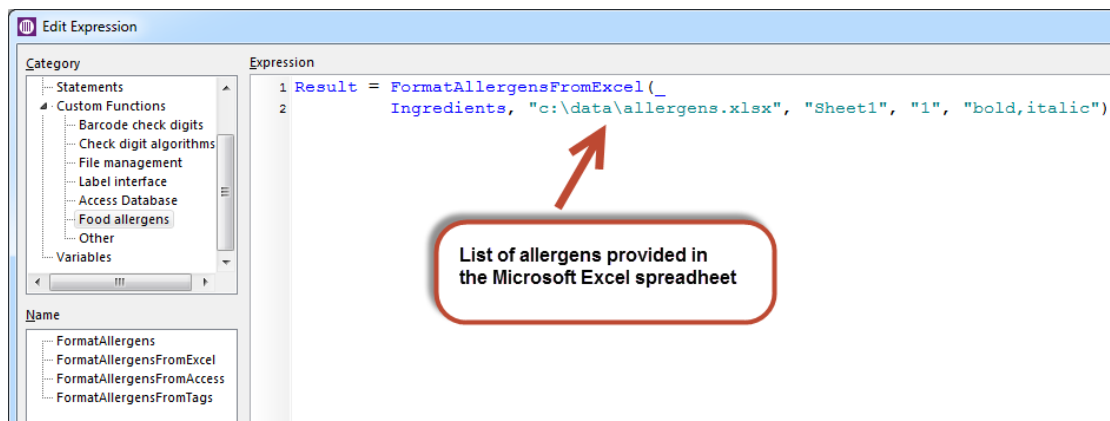 Edit Expression
Category
Statements
Custom Functions
Barcode check digits
Check digit algorithms
File management
Label interface
Access Database
Food allergens
Other
Variables
Name
FormatAllergens
FormatAllergensFromExcel
FormatAllergensFromAccess
FormatAllergensFromTags
Expression
1 Result = FormatAllergensFromExcel(_
2 Ingredients, "c:\data\allergens.xlsx", "Sheet1", "1", "bold,italic")
List of allergens provided in
the Microsoft Excel spreadheet